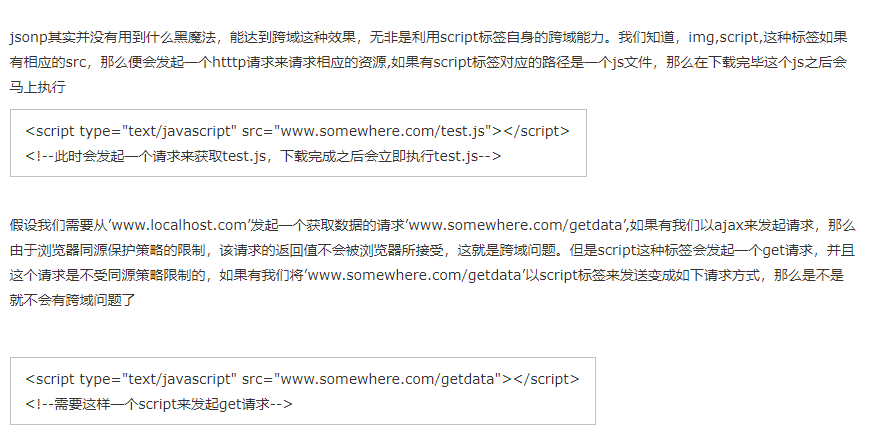 jsonp其实并没有用到什么黑魔法，能达到跨域这种效果，无非是利用script标签自身的跨域能力。我们知道，img,script,这种标签如果
有相应的src，那么便会发起一个htttp请求来请求相应的资源,如果有script标签对应的路径是一个js文件，那么在下载完毕这个js之后会
马上执行
<script type="text/javascript" src="www.somewhere.com/test.js"></script>
<!--此时会发起一个请求来获取test.js，下载完成之后会立即执行test.js-->
假设我们需要从’www.localhost.com’发起一个获取数据的请求’www.somewhere.com/getdata’,如果有我们以ajax来发起请求，那么
由于浏览器同源保护策略的限制，该请求的返回值不会被浏览器所接受，这就是跨域问题。但是script这种标签会发起一个get请求，并且
这个请求是不受同源策略限制的，如果有我们将’www.somewhere.com/getdata’以script标签来发送变成如下请求方式，那么是不是
就不会有跨域问题了
<script type="text/javascript" src="www.somewhere.com/getdata"></script>
<!--需要这样一个script来发起get请求-->